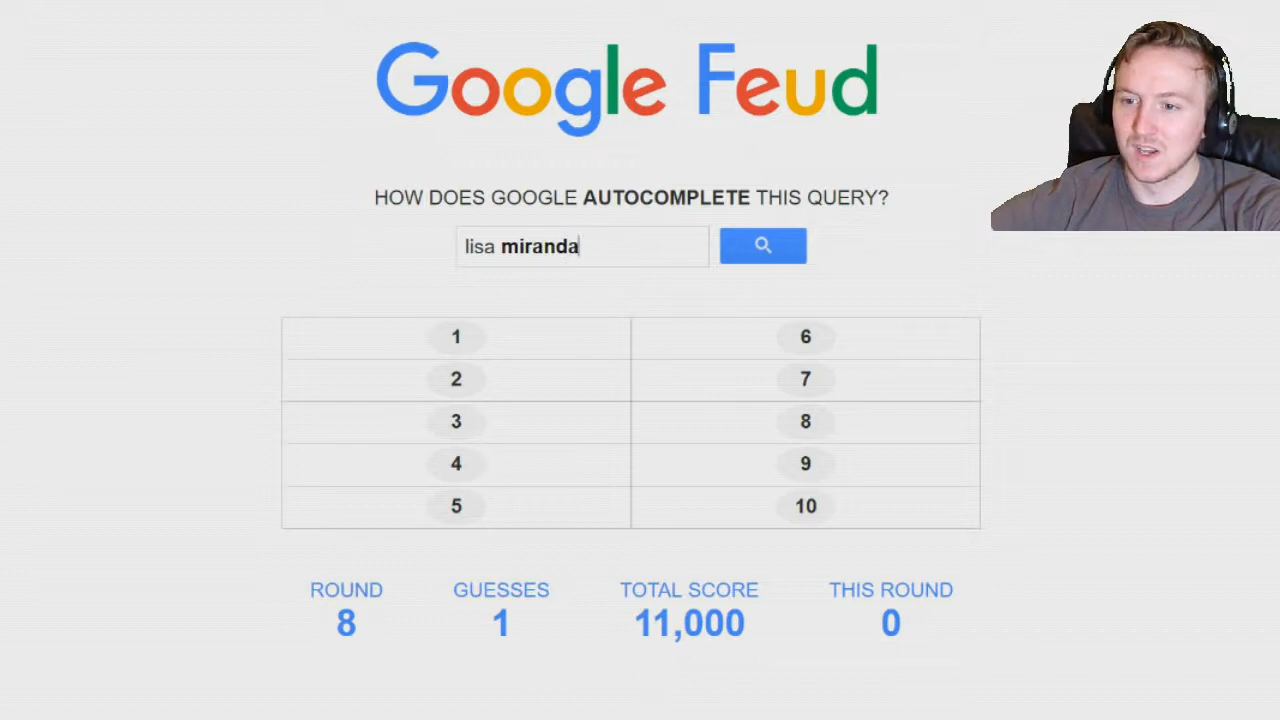 Google Feud
HOW DOES GOOGLE AUTOCOMPLETE THIS QUERY?
lisa miranda
1 6
2 7
3 8
4 9
5 10
ROUND GUESSES TOTAL SCORE THIS ROUND
8 1 11,000 0